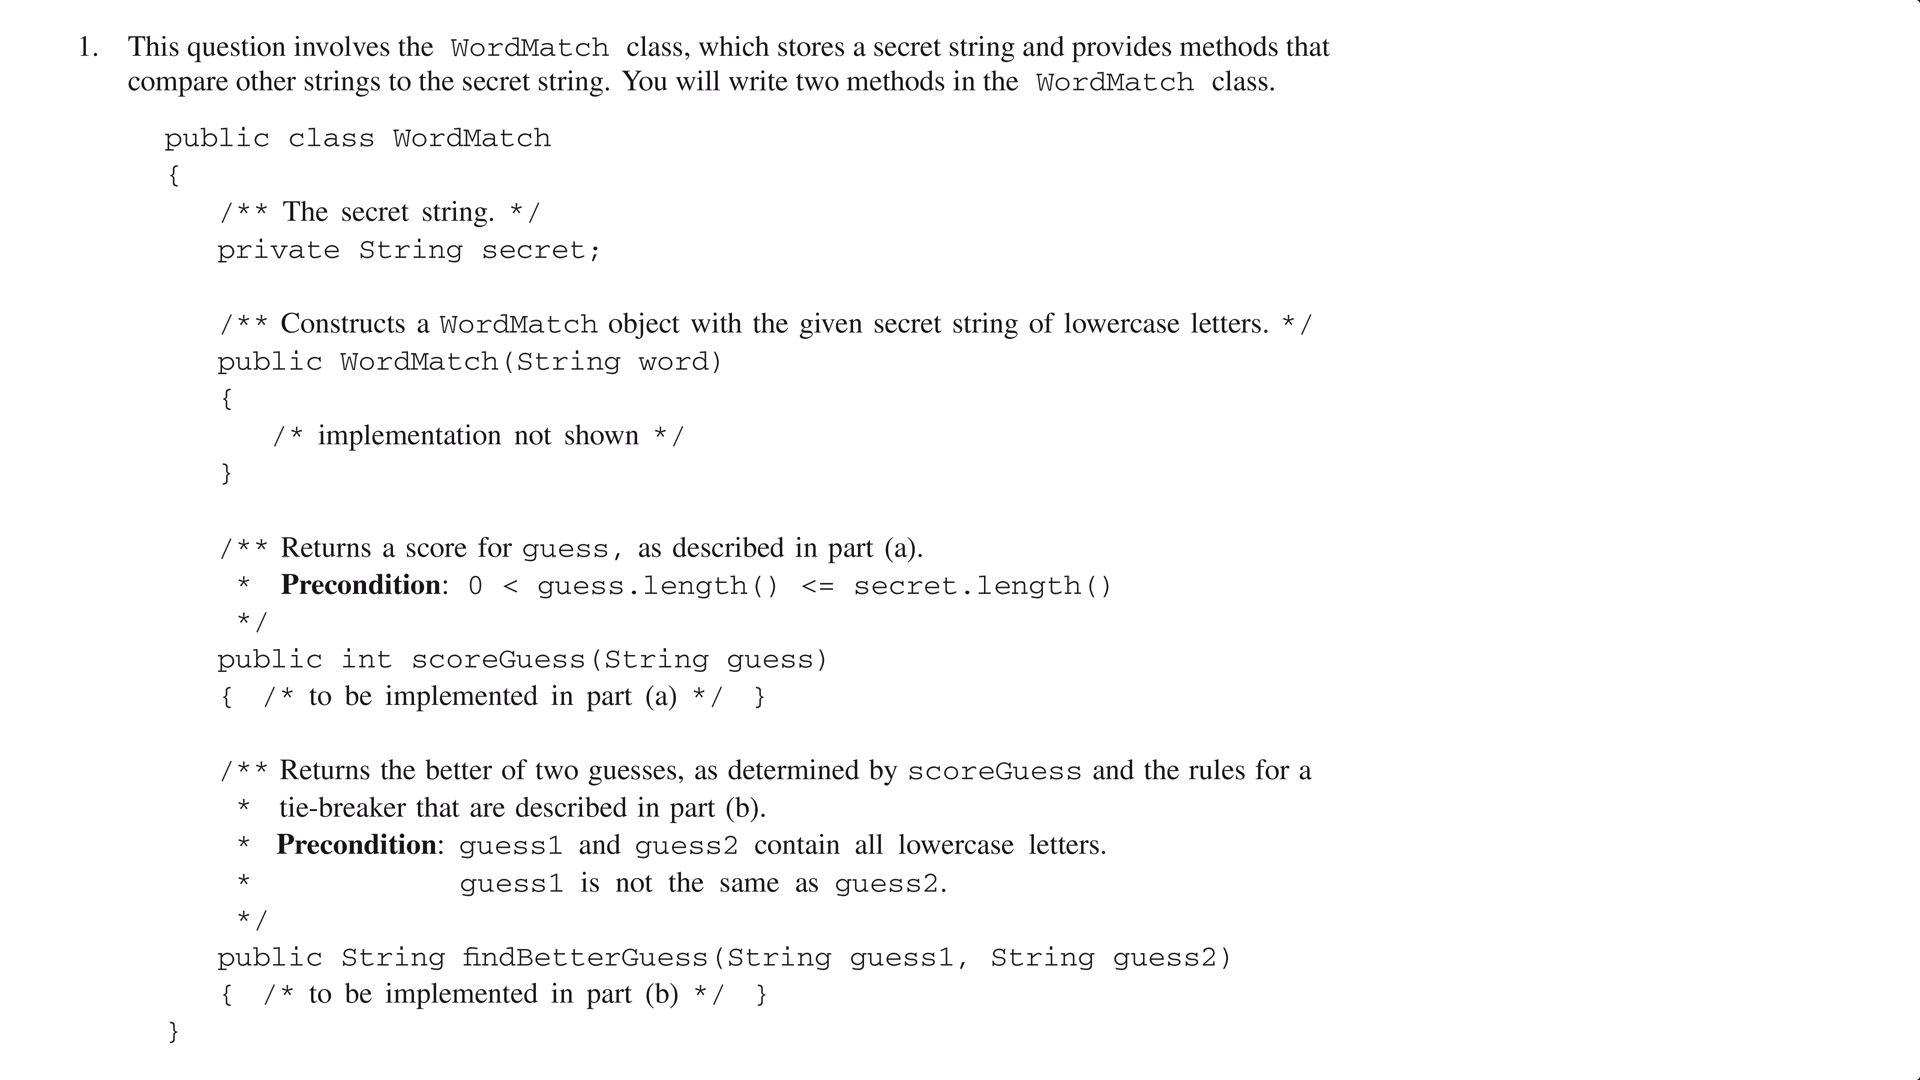 1. This question involves the WordMatch class, which stores a secret string and provides methods that
compare other strings to the secret string. You will write two methods in the WordMatch class.
public class WordMatch
{
/** The secret string. */
private String secret;
/** Constructs a WordMatch object with the given secret string of lowercase letters. */
public WordMatch(String word)
{
/* implementation not shown */
}
/** Returns a score for guess, as described in part (a).
* Precondition: 0 < guess.length() <= secret.length()
*/
public int scoreGuess(String guess)
{ /* to be implemented in part (a) */ }
/** Returns the better of two guesses, as determined by scoreGuess and the rules for a
* tie-breaker that are described in part (b).
* Precondition: guess1 and guess2 contain all lowercase letters.
* guess1 is not the same as guess2.
*/
public String findBetterGuess(String guess1, String guess2)
{ /* to be implemented in part (b) */ }
}